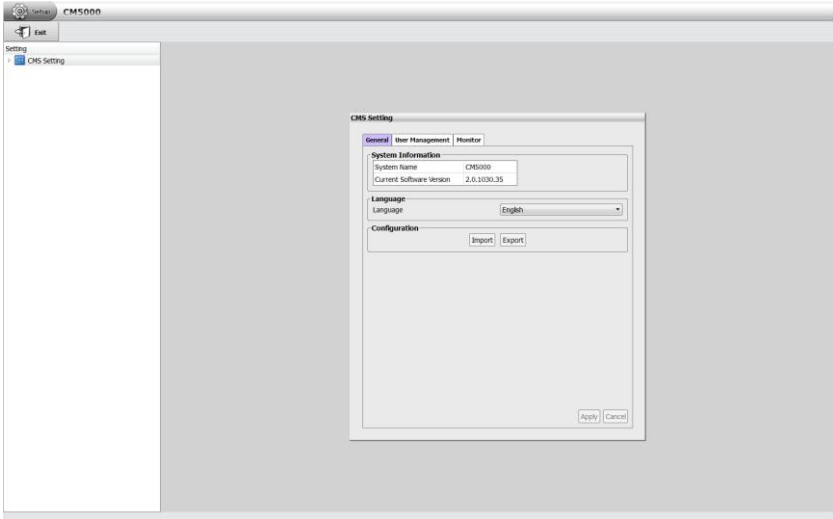 Setup CM5000
Exit
Setting
CMS Setting
CMS Setting
General User Management Monitor
System Information
System Name CM5000
Current Software Version 2.0.1030.35
Language
Language English
Configuration
Import Export
Apply Cancel